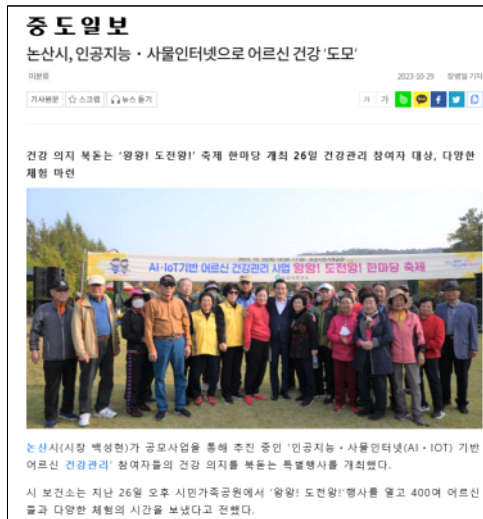 중도일보
논산시, 인공지능·사물인터넷으로 어르신 건강 '도모'
미분류 2023-10-29 장병일 기자
기사원문 스크랩 뉴스 듣기 가 가
건강 의지 북돋는 '왕왕! 도전왕!' 축제 한마당 개최 26일 건강관리 참여자 대상, 다양한
체험 마련
AI·IoT기반 어르신 건강관리 사업 왕왕! 도전왕! 한마당 축제
논산시(시장 백성현)가 공모사업을 통해 추진 중인 '인공지능·사물인터넷(AI·IOT) 기반
어르신 건강관리' 참여자들의 건강 의지를 북돋는 특별행사를 개최했다.
시 보건소는 지난 26일 오후 시민가족공원에서 '왕왕! 도전왕!'행사를 열고 400여 어르신
들과 다양한 체험의 시간을 보냈다고 전했다.